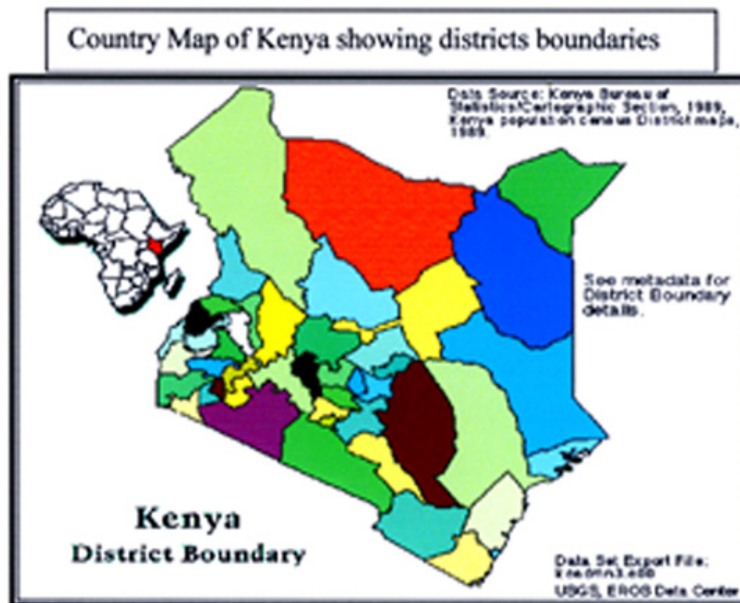 Country Map of Kenya showing districts boundaries
Data Source: Kenya Bureau of
Statistics/Cartographic Section, 1989,
Kenya population census District maps,
1989.
See metadata for
District Boundary
details.
Kenya
District Boundary
Data Set Export File:
USGS, EROS Data Center